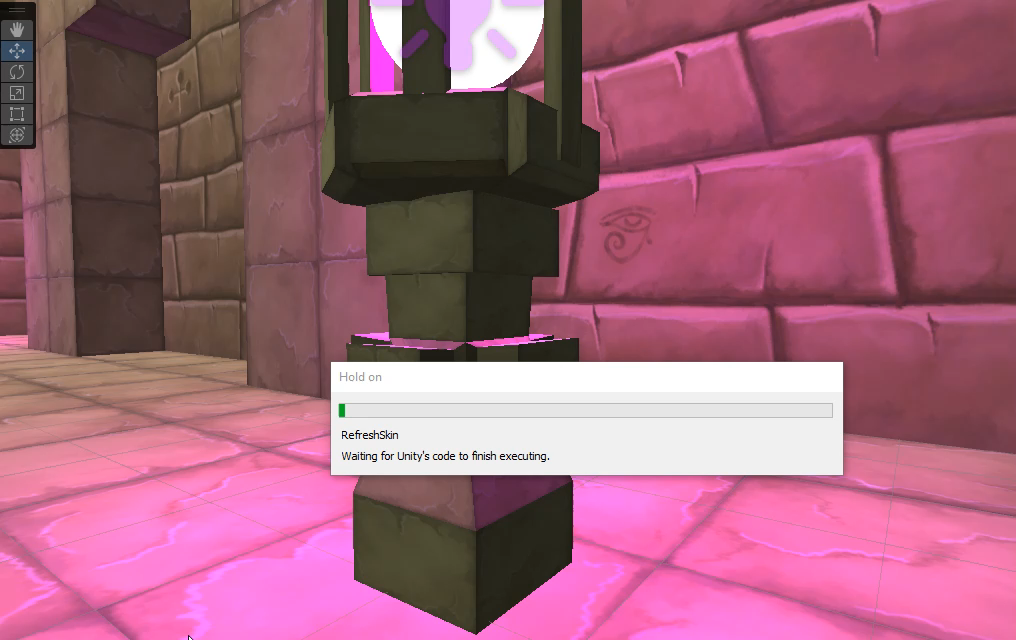 Hold on
RefreshSkin
Waiting for Unity's code to finish executing.